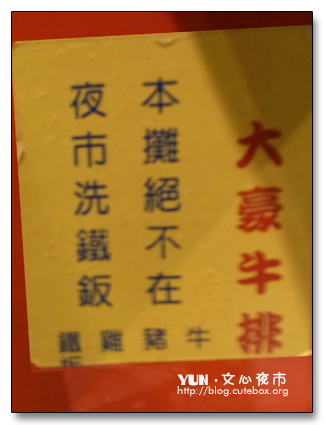 大豪牛排
本攤絕不在
夜市洗鐵鈑
牛
豬
雞
鐵
YUN · 文心夜市
http://blog.cutebox.org